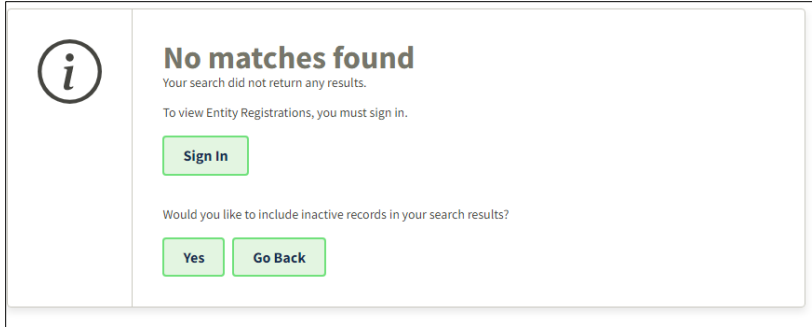 i
No matches found
Your search did not return any results.
To view Entity Registrations, you must sign in.
Sign In
Would you like to include inactive records in your search results?
Yes Go Back